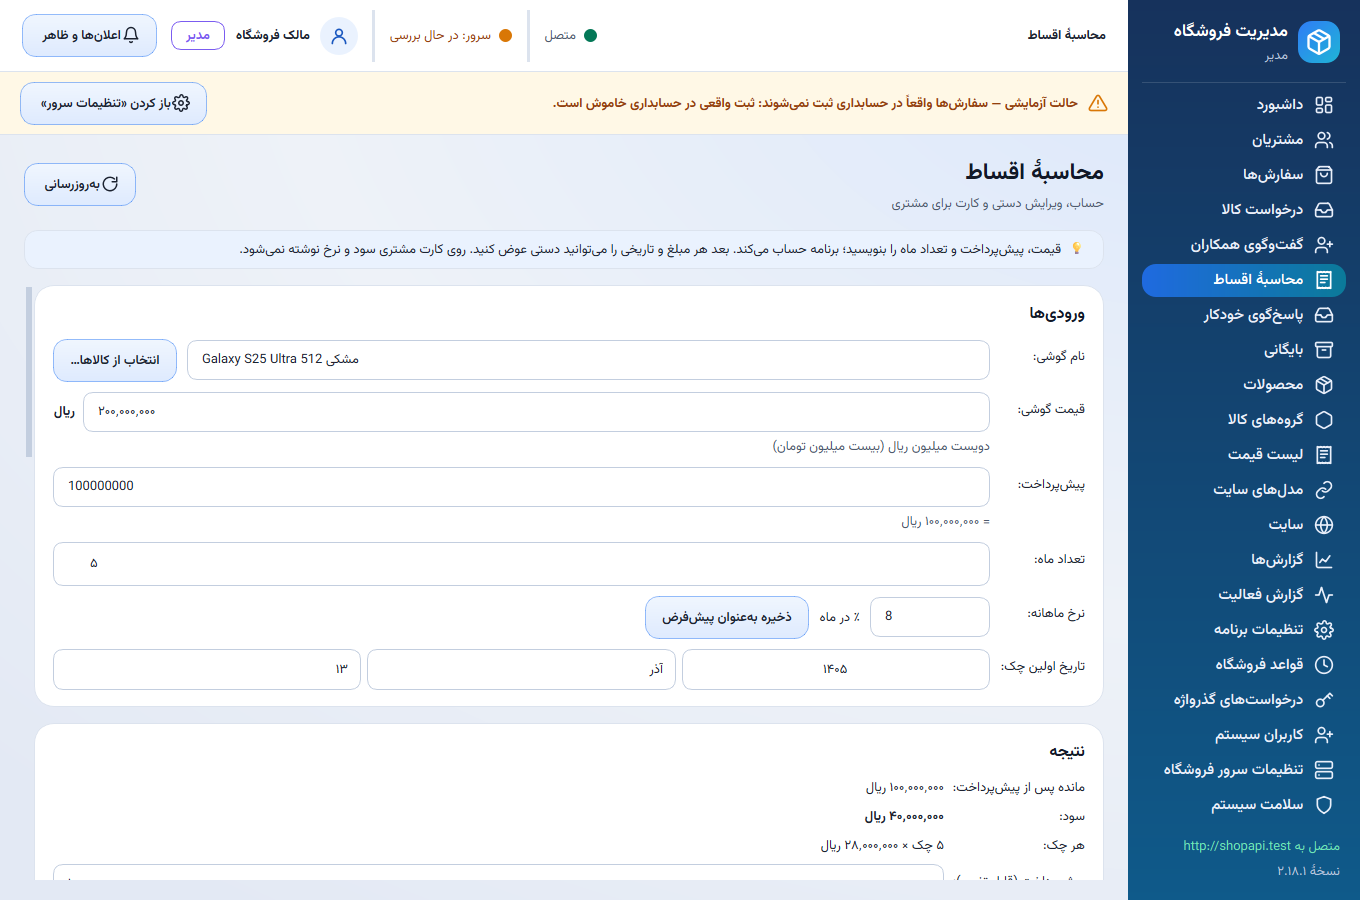 مدیریت فروشگاه
مدیر
داشبورد
مشتریان
سفارش‌ها
درخواست کالا
گفت‌وگوی همکاران
محاسبهٔ اقساط
پاسخ‌گوی خودکار
بایگانی
محصولات
گروه‌های کالا
لیست قیمت
مدل‌های سایت
سایت
گزارش‌ها
گزارش فعالیت
تنظیمات برنامه
قواعد فروشگاه
درخواست‌های گذرواژه
کاربران سیستم
تنظیمات سرور فروشگاه
سلامت سیستم
متصل به http://shopapi.test
نسخهٔ ۲.۱۸.۱
محاسبهٔ اقساط
متصل
سرور: در حال بررسی
مالک فروشگاه
مدیر
اعلان‌ها و ظاهر
حالت آزمایشی — سفارش‌ها واقعاً در حسابداری ثبت نمی‌شوند: ثبت واقعی در حسابداری خاموش است.
باز کردن «تنظیمات سرور»
محاسبهٔ اقساط
حساب، ویرایش دستی و کارت برای مشتری
به‌روزرسانی
قیمت، پیش‌پرداخت و تعداد ماه را بنویسید؛ برنامه حساب می‌کند. بعد هر مبلغ و تاریخی را می‌توانید دستی عوض کنید. روی کارت مشتری سود و نرخ نوشته نمی‌شود.
ورودی‌ها
نام گوشی:
Galaxy S25 Ultra 512 مشکی
انتخاب از کالاها...
قیمت گوشی:
۲۰۰,۰۰۰,۰۰۰
ریال
دویست میلیون ریال (بیست میلیون تومان)
پیش‌پرداخت:
100000000
= ۱۰۰,۰۰۰,۰۰۰ ریال
تعداد ماه:
۵
نرخ ماهانه:
8
٪ در ماه
ذخیره به‌عنوان پیش‌فرض
تاریخ اولین چک:
۱۴۰۵
آذر
۱۳
نتیجه
مانده پس از پیش‌پرداخت:
۱۰۰,۰۰۰,۰۰۰ ریال
سود:
۴۰,۰۰۰,۰۰۰ ریال
هر چک:
۵ چک × ۲۸,۰۰۰,۰۰۰ ریال